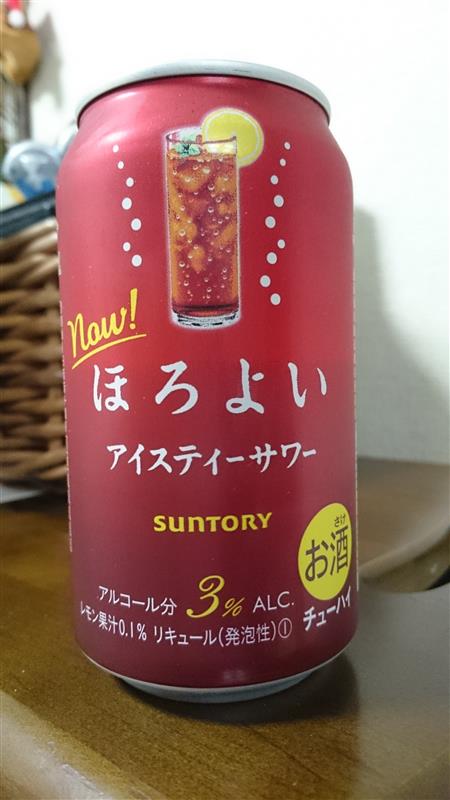 Now!
ほろよい
アイスティーサワー
SUNTORY
さけ
お酒
チューハイ
アルコール分 3% ALC.
レモン果汁0.1% リキュール(発泡性)①